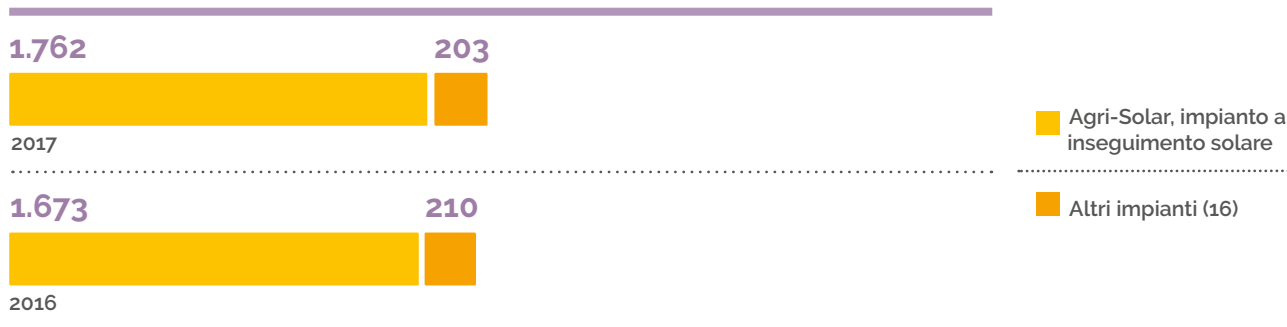 1.762 203
2017
1.673 210
2016
Agri-Solar, impianto a
inseguimento solare
Altri impianti (16)